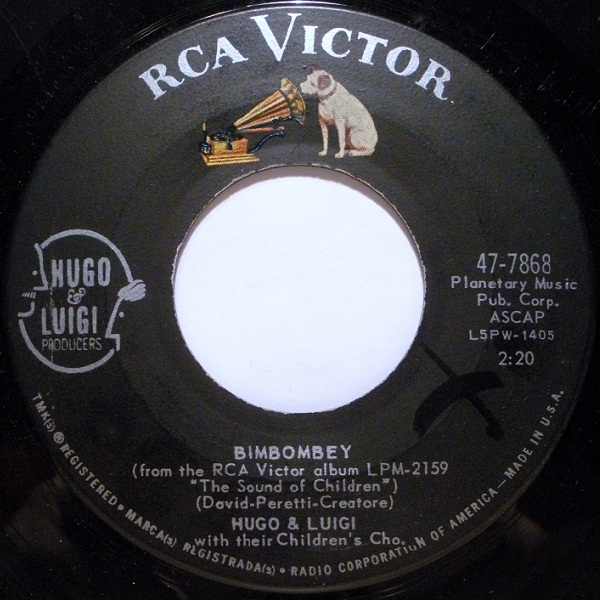 RCA VICTOR
HUGO
&
LUIGI
PRODUCERS
47-7868
Planetary Music
Pub. Corp.
ASCAP
L5PW-1405
2:20
BIMBOMBEY
(from the RCA Victor album LPM-2159
"The Sound of Children")
(David-Peretti-Creatore)
HUGO & LUIGI
with their Children's Cho.
TMK(s) ® REGISTERED • MARCA(s) REGISTRADA(s) • RADIO CORPORATION OF AMERICA—MADE IN U.S.A.